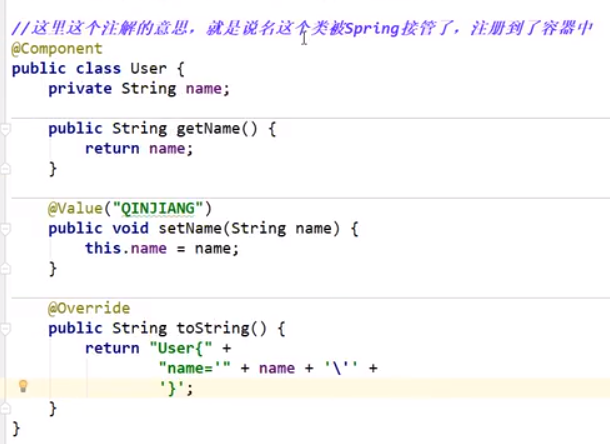 //这里这个注解的意思，就是说名这个类被Spring接管了，注册到了容器中
@Component
public class User {
    private String name;
    public String getName() {
        return name;
    }
    @Value("QINJIANG")
    public void setName(String name) {
        this.name = name;
    }
    @Override
    public String toString() {
        return "User{" +
                "name='" + name + '\'' +
                '}';
    }
}